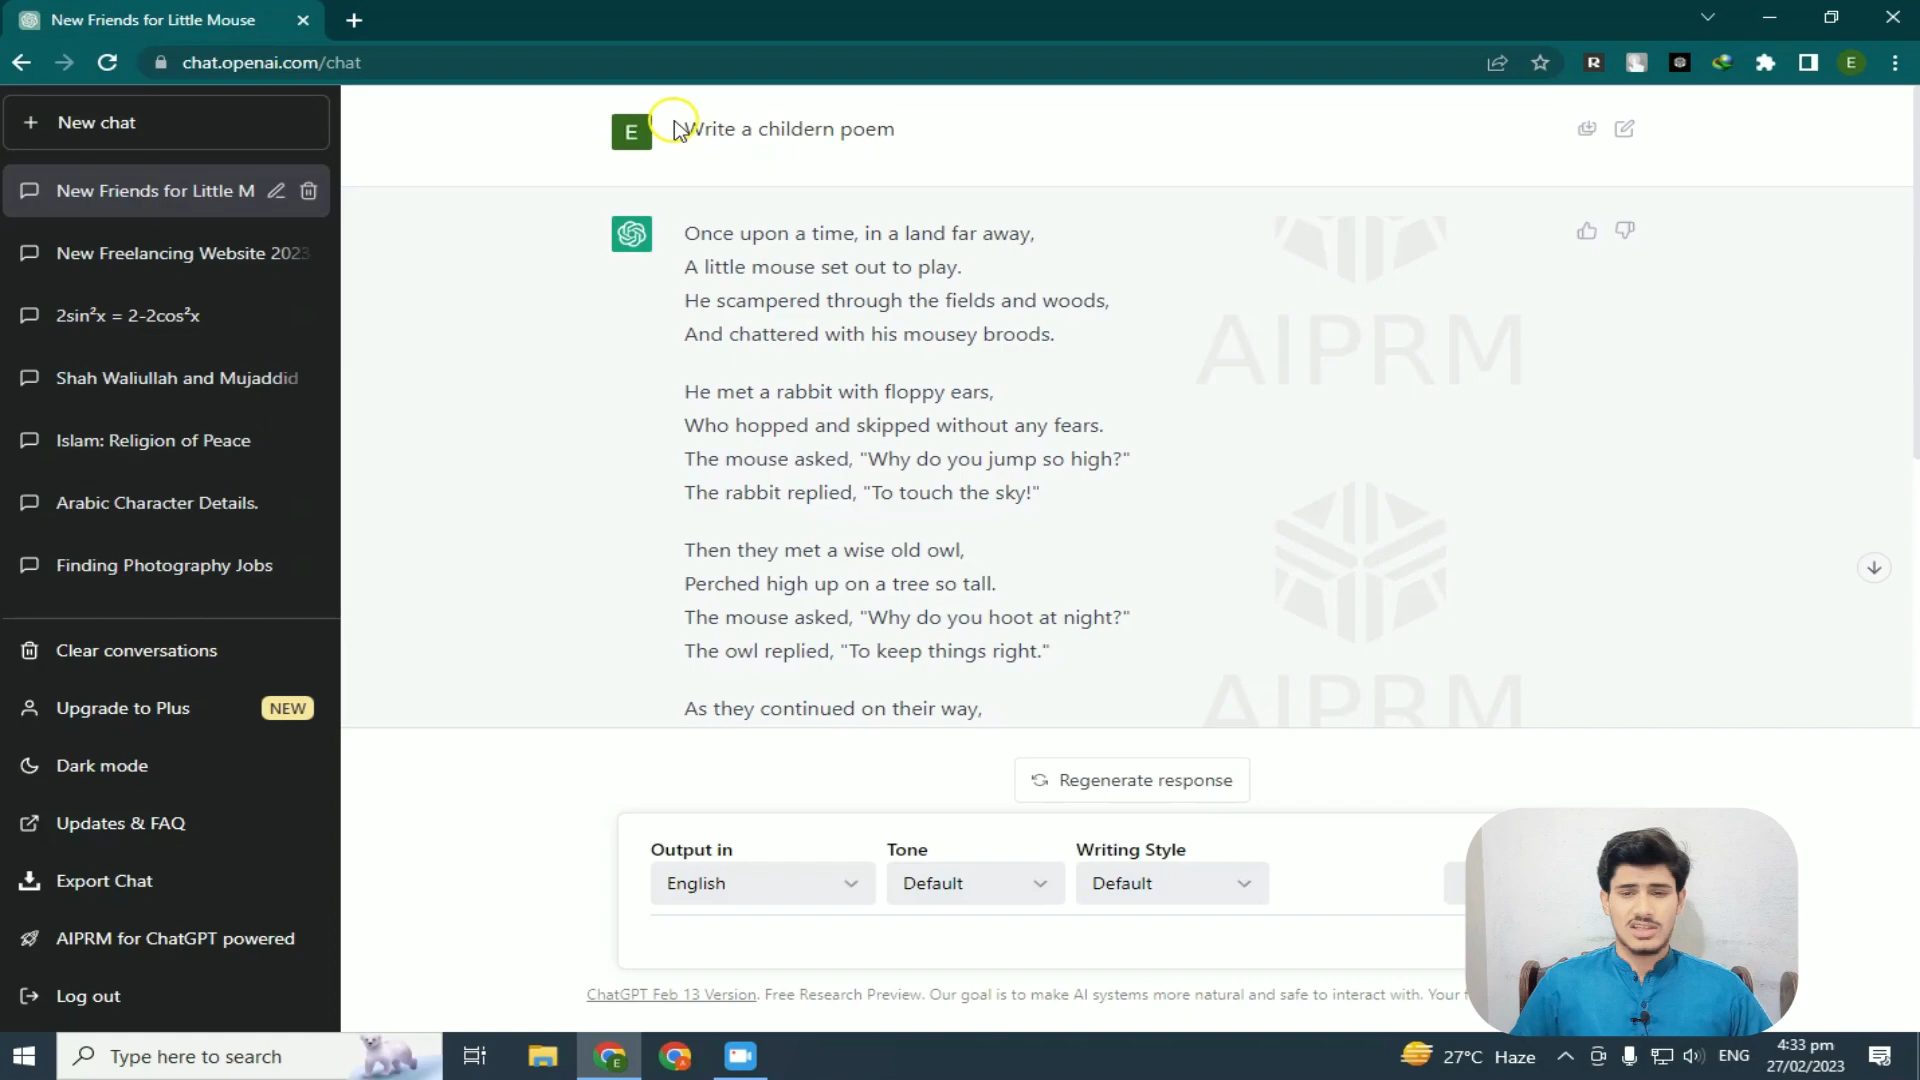 New Friends for Little Mouse
chat.openai.com/chat
R
E
New chat
New Friends for Little M
New Freelancing Website 2023
2sin²x = 2-2cos²x
Shah Waliullah and Mujaddid
Islam: Religion of Peace
Arabic Character Details.
Finding Photography Jobs
Clear conversations
Upgrade to Plus NEW
Dark mode
Updates & FAQ
Export Chat
AIPRM for ChatGPT powered
Log out
E
Write a childern poem
Once upon a time, in a land far away,
A little mouse set out to play.
He scampered through the fields and woods,
And chattered with his mousey broods.
He met a rabbit with floppy ears,
Who hopped and skipped without any fears.
The mouse asked, "Why do you jump so high?"
The rabbit replied, "To touch the sky!"
Then they met a wise old owl,
Perched high up on a tree so tall.
The mouse asked, "Why do you hoot at night?"
The owl replied, "To keep things right."
As they continued on their way,
AIPRM
AIPRM
Regenerate response
Output in Tone Writing Style
English Default Default
ChatGPT Feb 13 Version. Free Research Preview. Our goal is to make AI systems more natural and safe to interact with. Your
Type here to search
E
27°C Haze
ENG
4:33 pm
27/02/2023